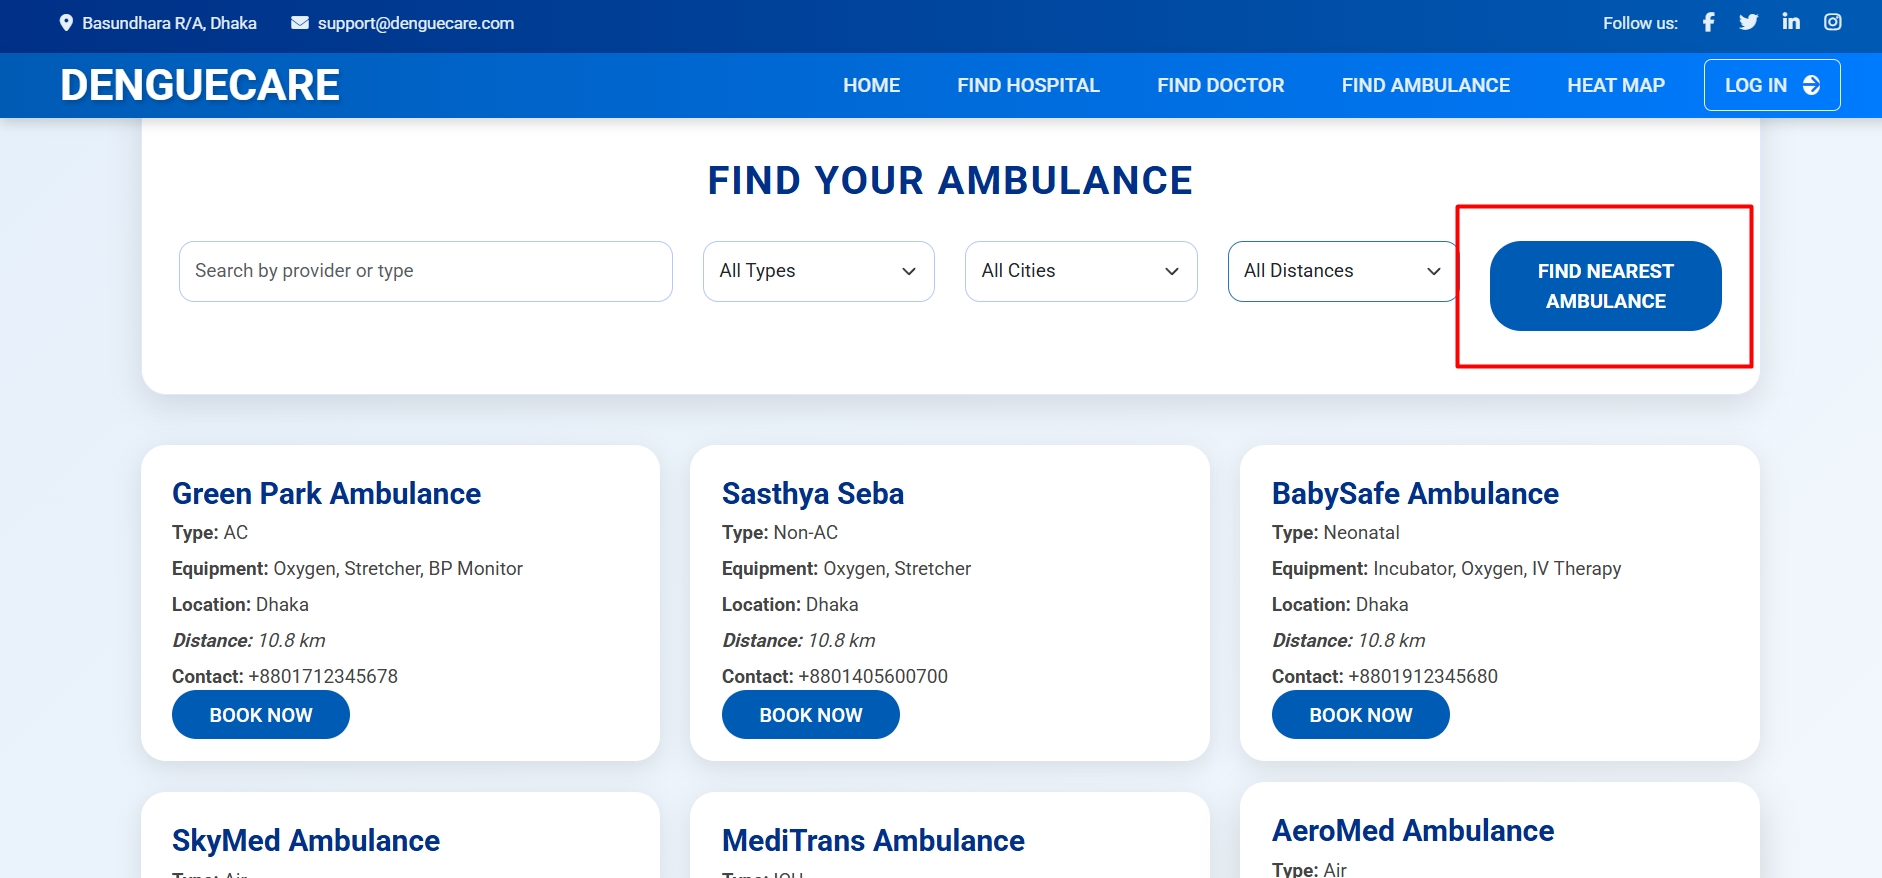 Basundhara R/A, Dhaka
support@denguecare.com
Follow us:
DENGUECARE
HOME
FIND HOSPITAL
FIND DOCTOR
FIND AMBULANCE
HEAT MAP
LOG IN
FIND YOUR AMBULANCE
Search by provider or type
All Types
All Cities
All Distances
FIND NEAREST
AMBULANCE
Green Park Ambulance
Type: AC
Equipment: Oxygen, Stretcher, BP Monitor
Location: Dhaka
Distance: 10.8 km
Contact: +8801712345678
BOOK NOW
Sasthya Seba
Type: Non-AC
Equipment: Oxygen, Stretcher
Location: Dhaka
Distance: 10.8 km
Contact: +8801405600700
BOOK NOW
BabySafe Ambulance
Type: Neonatal
Equipment: Incubator, Oxygen, IV Therapy
Location: Dhaka
Distance: 10.8 km
Contact: +8801912345680
BOOK NOW
SkyMed Ambulance
Type: Air
MediTrans Ambulance
Type: ICU
AeroMed Ambulance
Type: Air